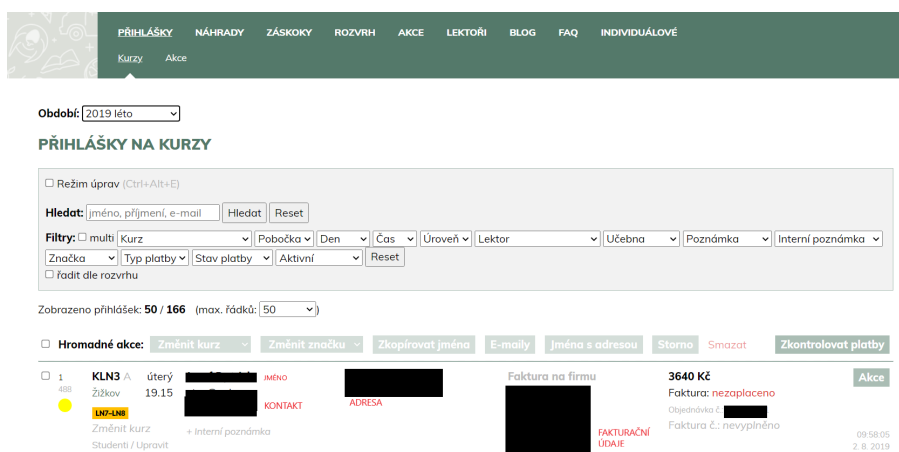 PŘIHLÁŠKY NÁHRADY ZÁSKOKY ROZVRH AKCE LEKTOŘI BLOG FAQ INDIVIDUÁLOVÉ
Kurzy Akce
Období: 2019 léto
PŘIHLÁŠKY NA KURZY
Režim úprav (Ctrl+Alt+E)
Hledat: jméno, příjmení, e-mail Hledat Reset
Filtry: multi Kurz Pobočka Den Čas Úroveň Lektor Učebna Poznámka Interní poznámka
Značka Typ platby Stav platby Aktivní Reset
řadit dle rozvrhu
Zobrazeno přihlášek: 50 / 166 (max. řádků: 50 )
Hromadné akce: Změnit kurz Změnit značku Zkopírovat jména E-maily Jména s adresou Storno Smazat Zkontrolovat platby
1 KLN3 A úterý JMÉNO Faktura na firmu 3640 Kč Akce
488 Žižkov 19.15 Faktura: nezaplaceno
KONTAKT ADRESA Objednávka č.:
LN7-LN8
Změnit kurz + Interní poznámka FAKTURAČNÍ Faktura č.: nevyplněno 09:58:05
Studenti / Upravit ÚDAJE 2. 8. 2019